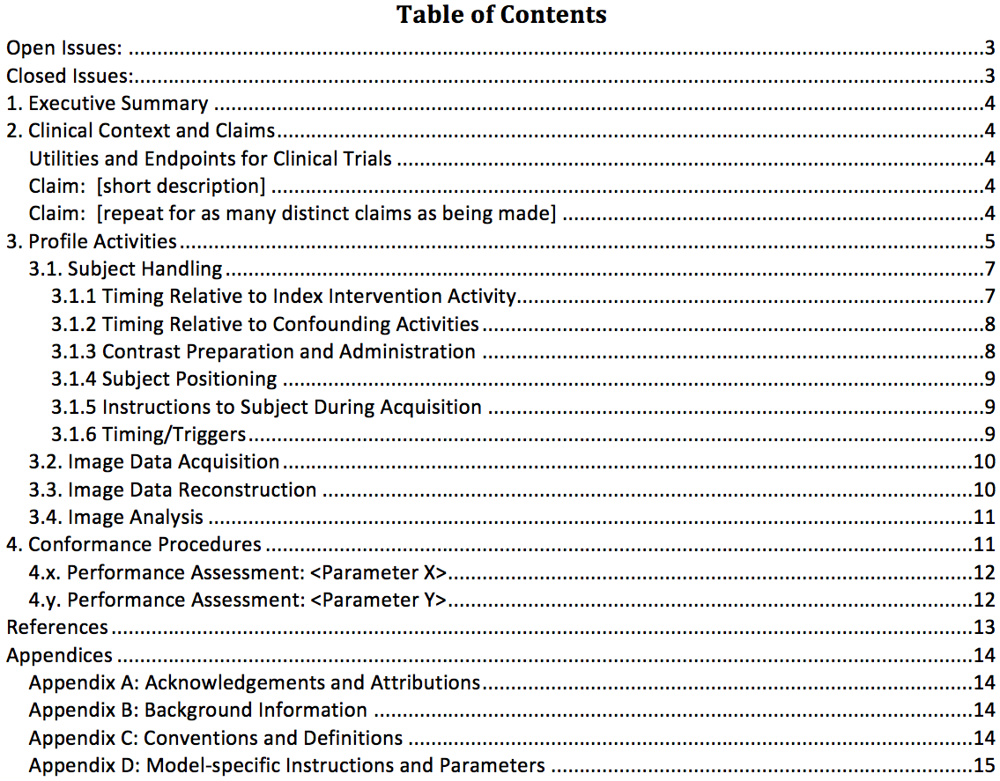 Table of Contents
Open Issues: ..........................................................................................................................................................3
Closed Issues:.........................................................................................................................................................3
1. Executive Summary ...........................................................................................................................................4
2. Clinical Context and Claims................................................................................................................................4
Utilities and Endpoints for Clinical Trials ..........................................................................................................4
Claim:  [short description] ................................................................................................................................4
Claim:  [repeat for as many distinct claims as being made] ............................................................................4
3. Profile Activities.................................................................................................................................................5
3.1. Subject Handling........................................................................................................................................7
3.1.1 Timing Relative to Index Intervention Activity.....................................................................................7
3.1.2 Timing Relative to Confounding Activities...........................................................................................8
3.1.3 Contrast Preparation and Administration ...........................................................................................8
3.1.4 Subject Positioning ..............................................................................................................................9
3.1.5 Instructions to Subject During Acquisition ..........................................................................................9
3.1.6 Timing/Triggers....................................................................................................................................9
3.2. Image Data Acquisition.............................................................................................................................10
3.3. Image Data Reconstruction ......................................................................................................................10
3.4. Image Analysis ..........................................................................................................................................11
4. Conformance Procedures .................................................................................................................................11
4.x. Performance Assessment: <Parameter X>................................................................................................12
4.y. Performance Assessment: <Parameter Y>................................................................................................12
References.............................................................................................................................................................13
Appendices ............................................................................................................................................................14
Appendix A: Acknowledgements and Attributions..........................................................................................14
Appendix B: Background Information .............................................................................................................14
Appendix C: Conventions and Definitions .......................................................................................................14
Appendix D: Model-specific Instructions and Parameters ..............................................................................15